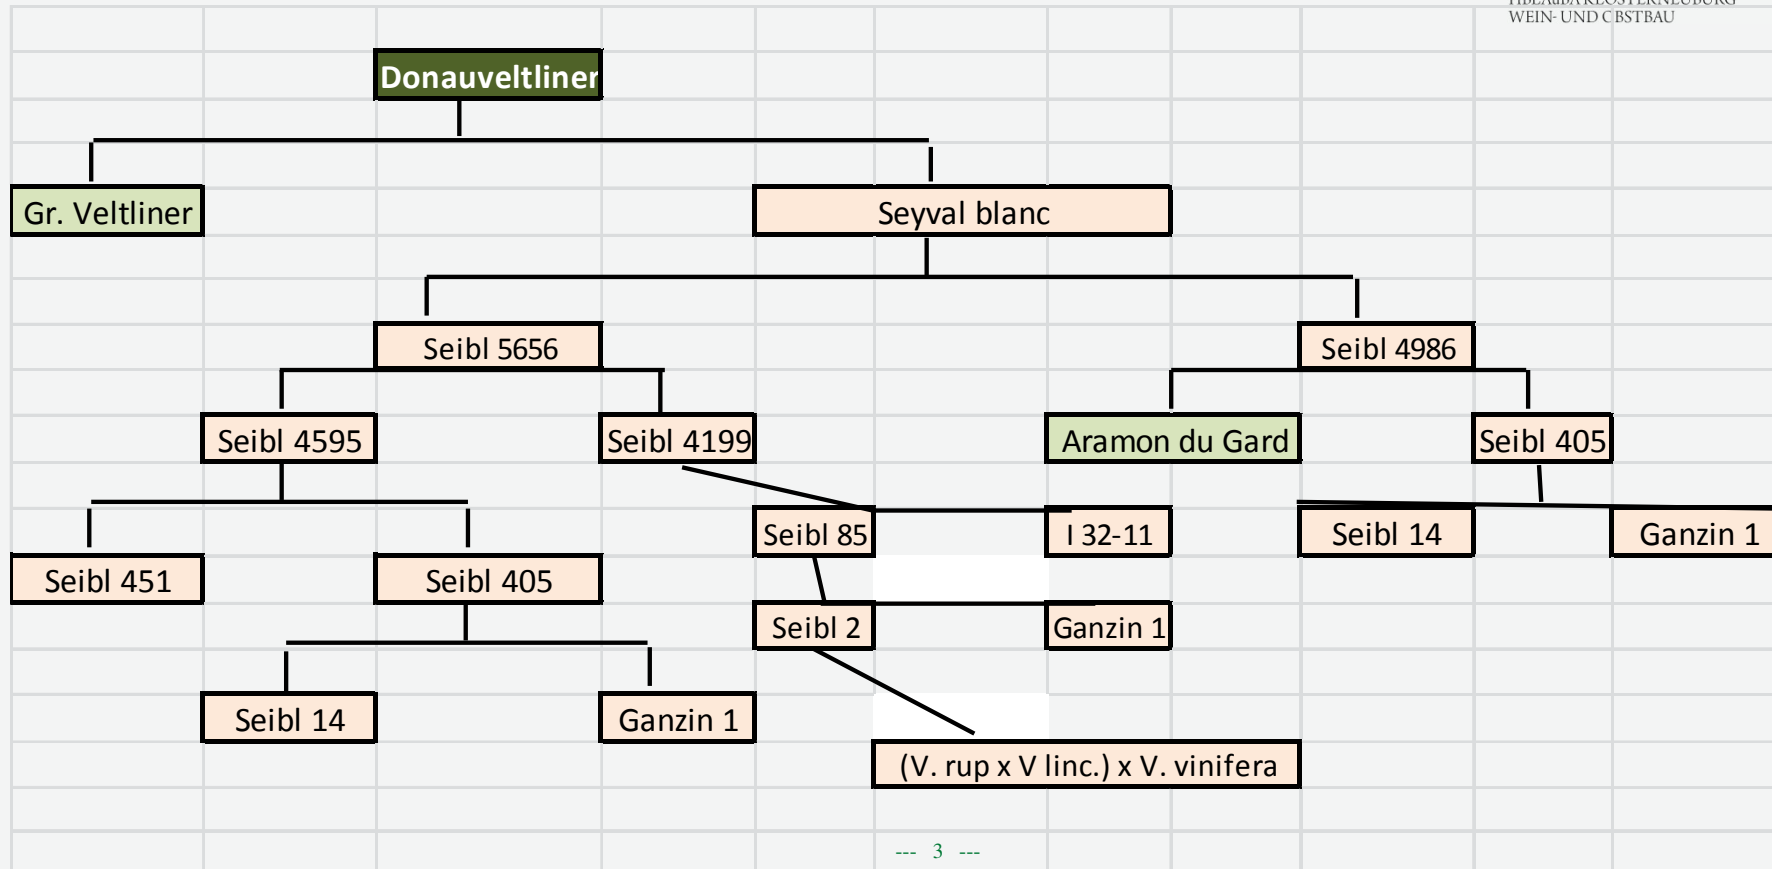 WEIN- UND OBSTBAU
Donauveltliner
Gr. Veltliner
Seyval blanc
Seibl 5656
Seibl 4986
Seibl 4595
Seibl 4199
Aramon du Gard
Seibl 405
Seibl 85
I 32-11
Seibl 14
Ganzin 1
Seibl 451
Seibl 405
Seibl 2
Ganzin 1
Seibl 14
Ganzin 1
(V. rup x V linc.) x V. vinifera
--- 3 ---